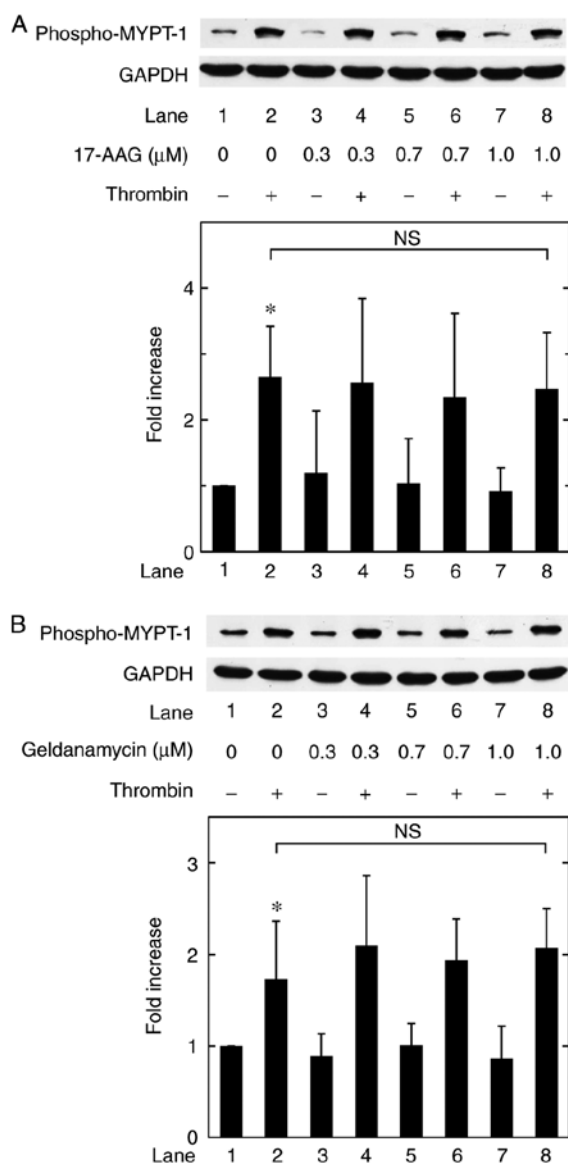 A
Phospho-MYPT-1
GAPDH
Lane 1 2 3 4 5 6 7 8
17-AAG (μM) 0 0 0.3 0.3 0.7 0.7 1.0 1.0
Thrombin – + – + – + – +
NS
4
*
2
0
Fold increase
Lane 1 2 3 4 5 6 7 8
B
Phospho-MYPT-1
GAPDH
Lane 1 2 3 4 5 6 7 8
Geldanamycin (μM) 0 0 0.3 0.3 0.7 0.7 1.0 1.0
Thrombin – + – + – + – +
NS
3
*
2
1
0
Fold increase
Lane 1 2 3 4 5 6 7 8